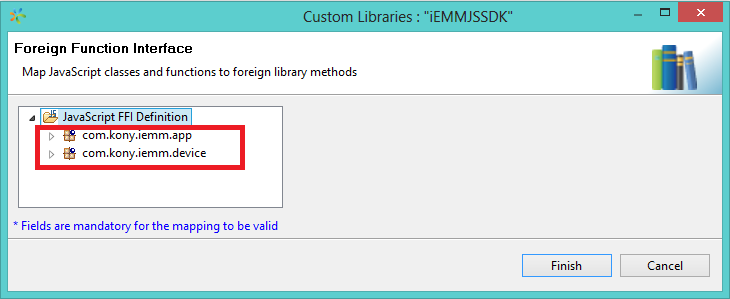 Custom Libraries : "iEMMJSSDK"
Foreign Function Interface
Map JavaScript classes and functions to foreign library methods
JavaScript FFI Definition
com.kony.iemm.app
com.kony.iemm.device
* Fields are mandatory for the mapping to be valid
Finish Cancel